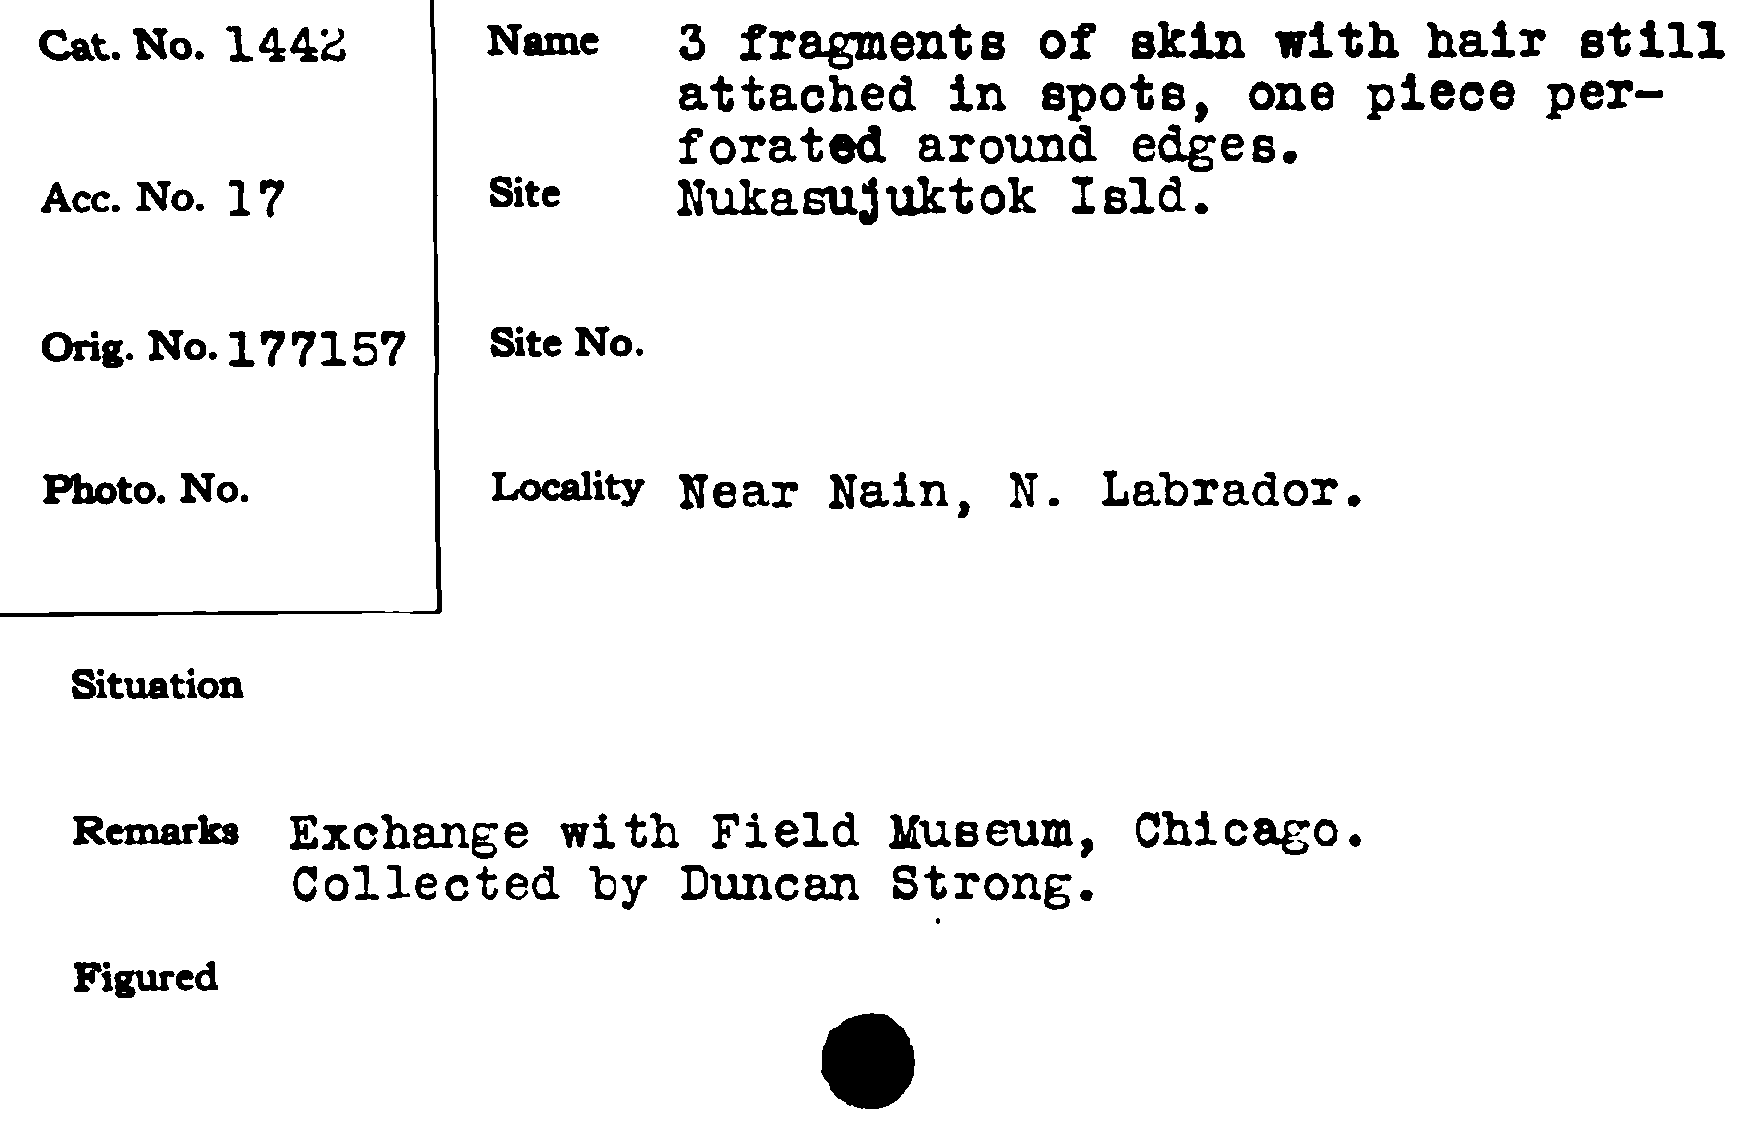 Cat. No. 1442
Name 3 fragments of skin with hair still
attached in spots, one piece per-
forated around edges.
Acc. No. 17
Site Nukasujuktok Isld.
Orig. No. 177157
Site No.
Photo. No.
Locality Near Nain, N. Labrador.
Situation
Remarks Exchange with Field Museum, Chicago.
Collected by Duncan Strong.
Figured